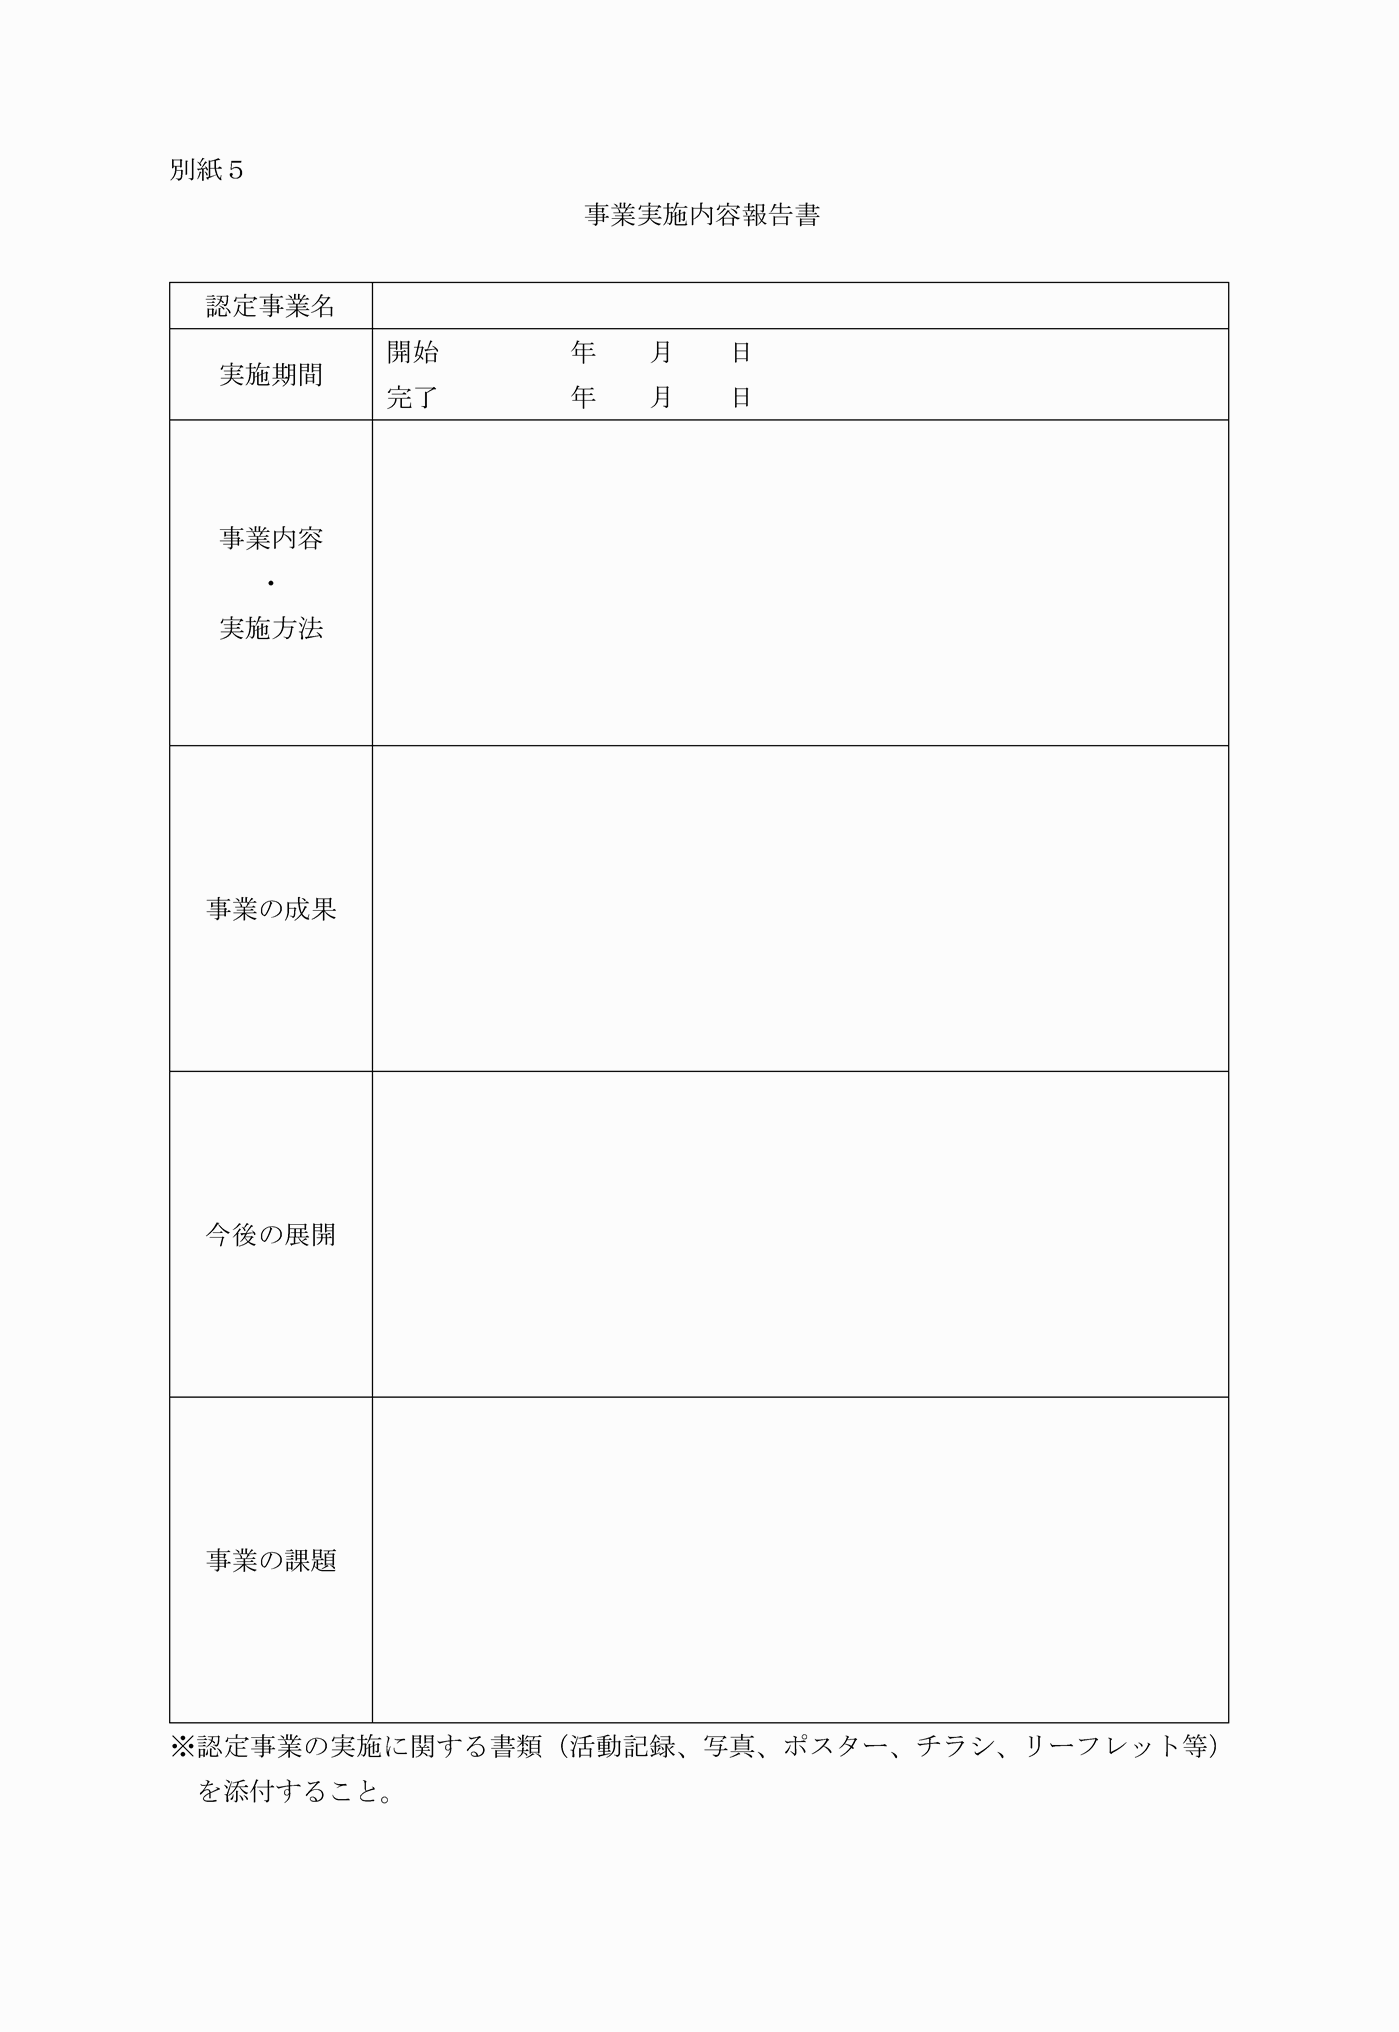 別紙５
事業実施内容報告書
認定事業名
実施期間
開始　　　　　年　　月　　日
完了　　　　　年　　月　　日
事業内容
・
実施方法
事業の成果
今後の展開
事業の課題
※認定事業の実施に関する書類（活動記録、写真、ポスター、チラシ、リーフレット等）
を添付すること。